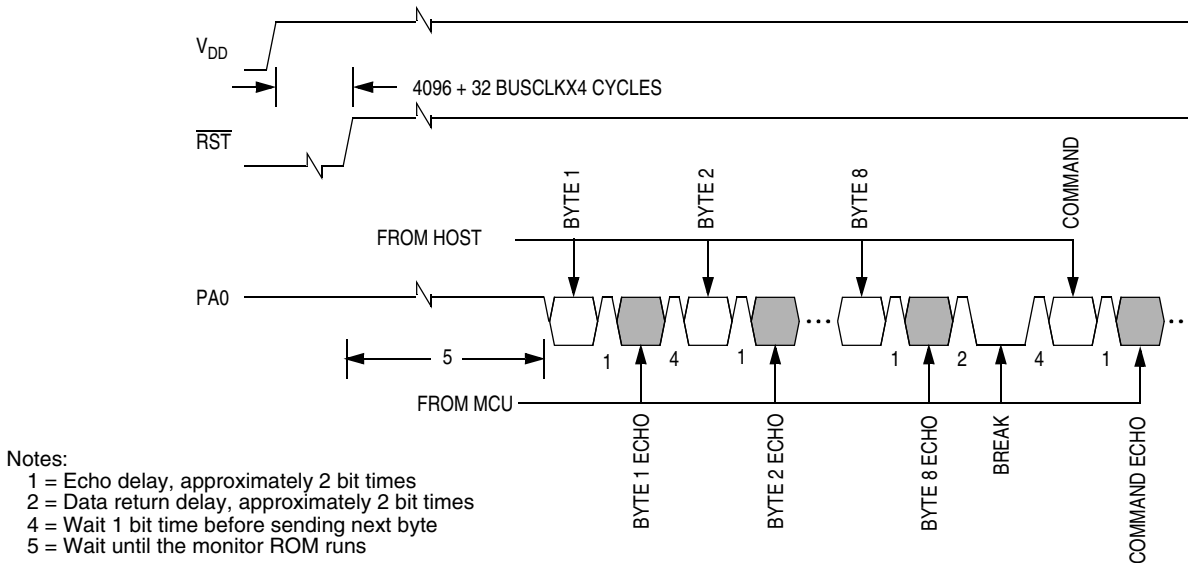 VDD
4096 + 32 BUSCLKX4 CYCLES
RST
BYTE 1
BYTE 2
BYTE 8
COMMAND
FROM HOST
PA0
...
...
5
1
4
1
1
2
4
1
FROM MCU
BYTE 1 ECHO
BYTE 2 ECHO
BYTE 8 ECHO
BREAK
COMMAND ECHO
Notes:
1 = Echo delay, approximately 2 bit times
2 = Data return delay, approximately 2 bit times
4 = Wait 1 bit time before sending next byte
5 = Wait until the monitor ROM runs